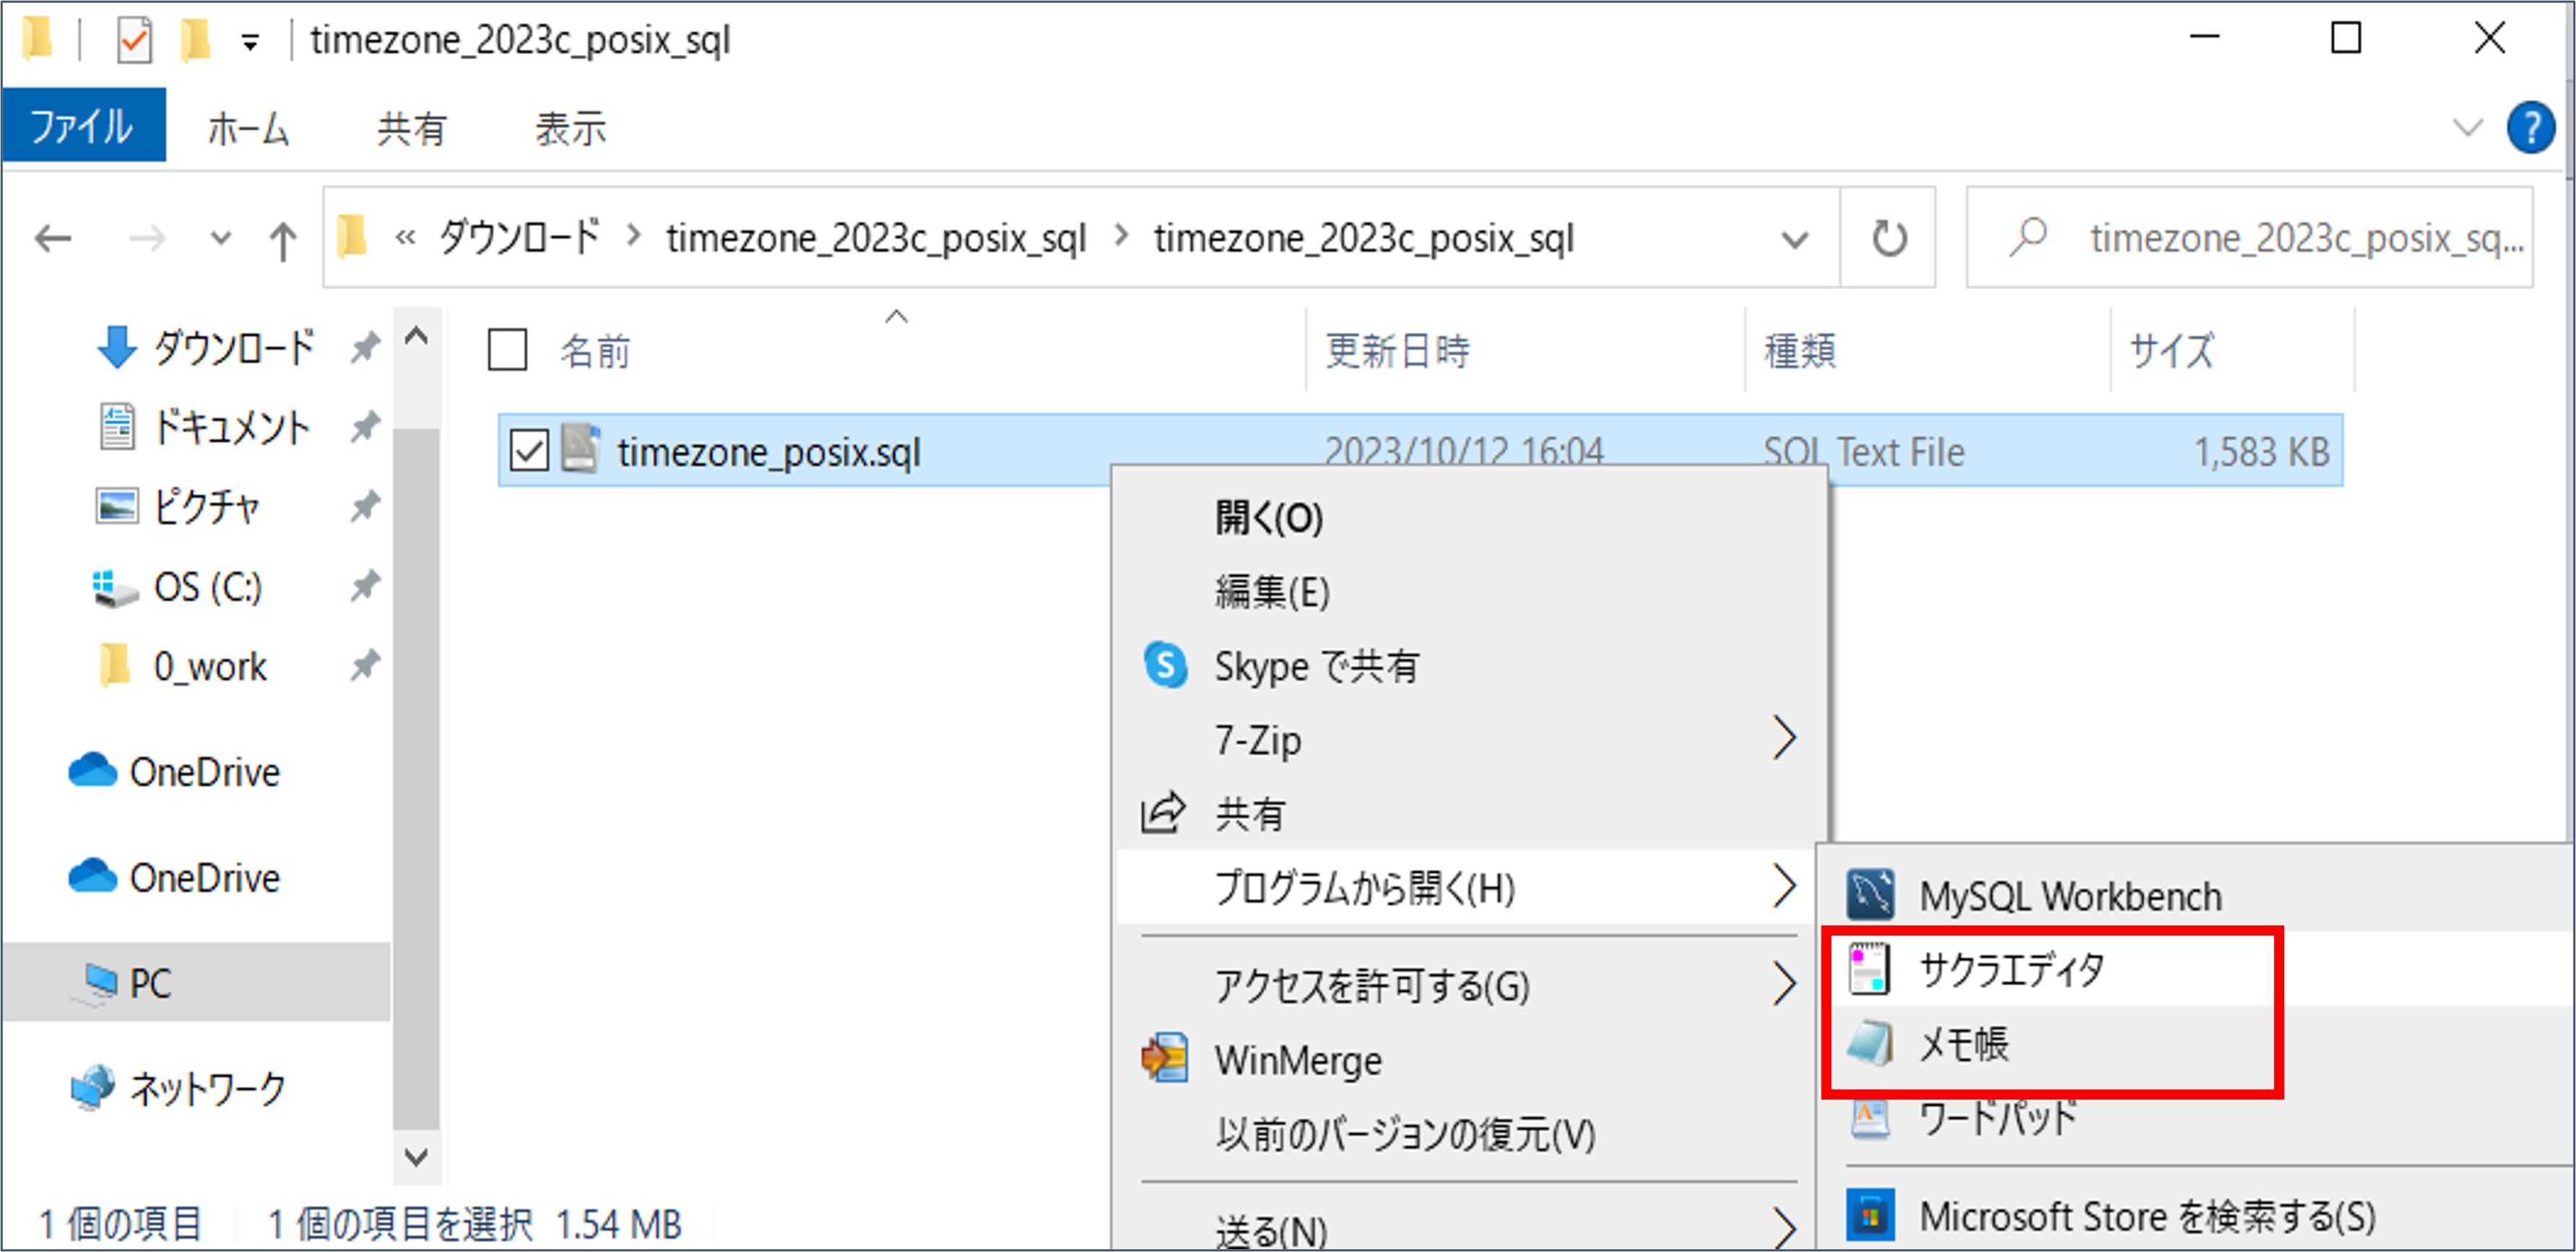 timezone_2023c_posix_sql
ファイル ホーム 共有 表示 ?
« ダウンロード › timezone_2023c_posix_sql › timezone_2023c_posix_sql
timezone_2023c_posix_sq...
ダウンロード
ドキュメント
ピクチャ
OS (C:)
0_work
OneDrive
OneDrive
PC
ネットワーク
名前 更新日時 種類 サイズ
timezone_posix.sql 2023/10/12 16:04 SQL Text File 1,583 KB
開く(O)
編集(E)
Skype で共有
7-Zip
共有
プログラムから開く(H)
アクセスを許可する(G)
WinMerge
以前のバージョンの復元(V)
送る(N)
MySQL Workbench
サクラエディタ
メモ帳
ワードパッド
Microsoft Store を検索する(S)
1 個の項目 1 個の項目を選択 1.54 MB